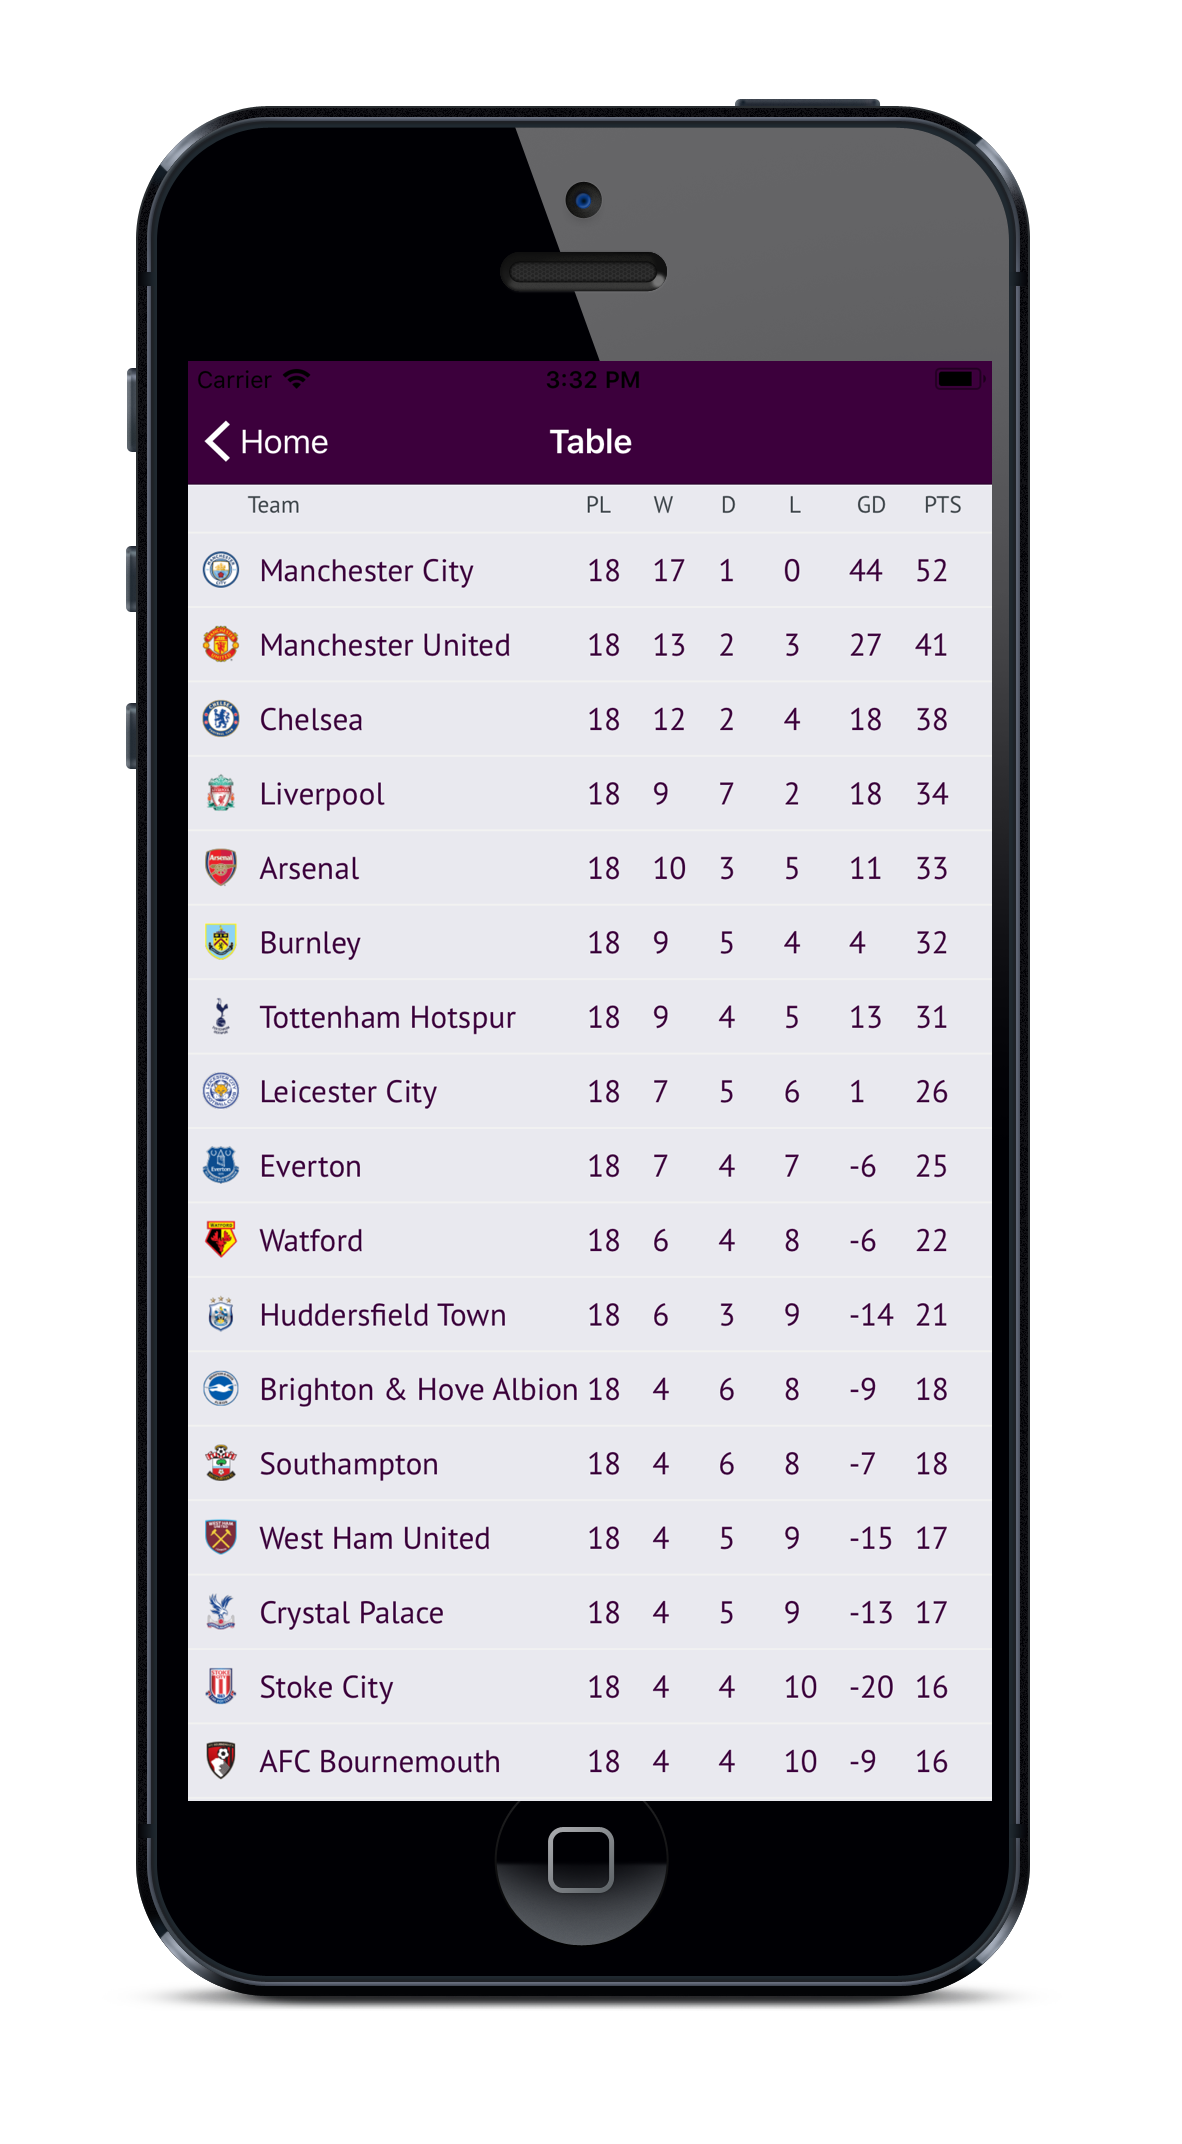 Carrier 3:32 PM
Home Table
Team PL W D L GD PTS
Manchester City 18 17 1 0 44 52
Manchester United 18 13 2 3 27 41
Chelsea 18 12 2 4 18 38
Liverpool 18 9 7 2 18 34
Arsenal 18 10 3 5 11 33
Burnley 18 9 5 4 4 32
Tottenham Hotspur 18 9 4 5 13 31
Leicester City 18 7 5 6 1 26
Everton 18 7 4 7 -6 25
Watford 18 6 4 8 -6 22
Huddersfield Town 18 6 3 9 -14 21
Brighton & Hove Albion 18 4 6 8 -9 18
Southampton 18 4 6 8 -7 18
West Ham United 18 4 5 9 -15 17
Crystal Palace 18 4 5 9 -13 17
Stoke City 18 4 4 10 -20 16
AFC Bournemouth 18 4 4 10 -9 16